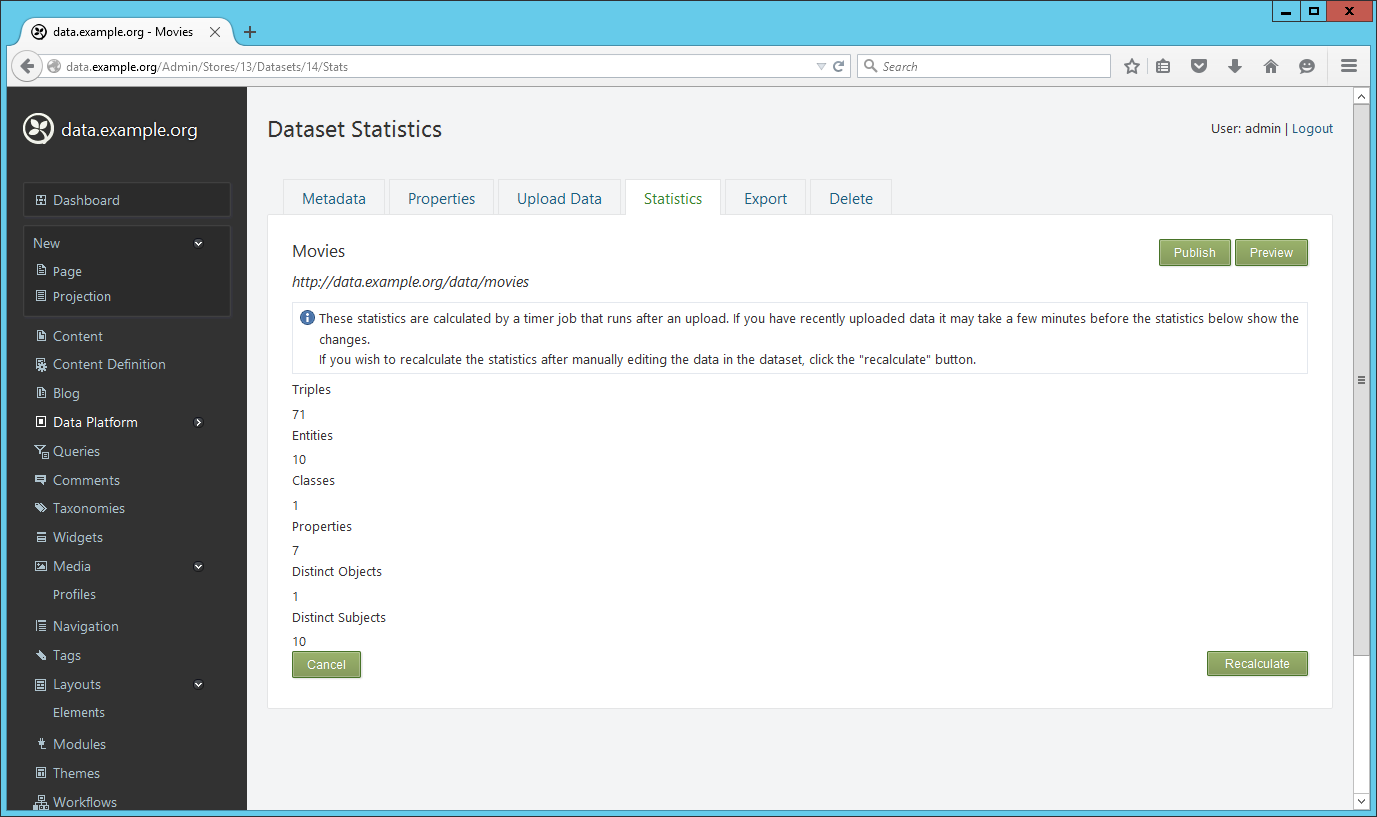 data.example.org - Movies
data.example.org/Admin/Stores/13/Datasets/14/Stats
Search
data.example.org
Dashboard
New
Page
Projection
Content
Content Definition
Blog
Data Platform
Queries
Comments
Taxonomies
Widgets
Media
Profiles
Navigation
Tags
Layouts
Elements
Modules
Themes
Workflows
Dataset Statistics
User: admin | Logout
Metadata
Properties
Upload Data
Statistics
Export
Delete
Movies
Publish
Preview
http://data.example.org/data/movies
These statistics are calculated by a timer job that runs after an upload. If you have recently uploaded data it may take a few minutes before the statistics below show the
changes.
If you wish to recalculate the statistics after manually editing the data in the dataset, click the "recalculate" button.
Triples
71
Entities
10
Classes
1
Properties
7
Distinct Objects
1
Distinct Subjects
10
Cancel
Recalculate